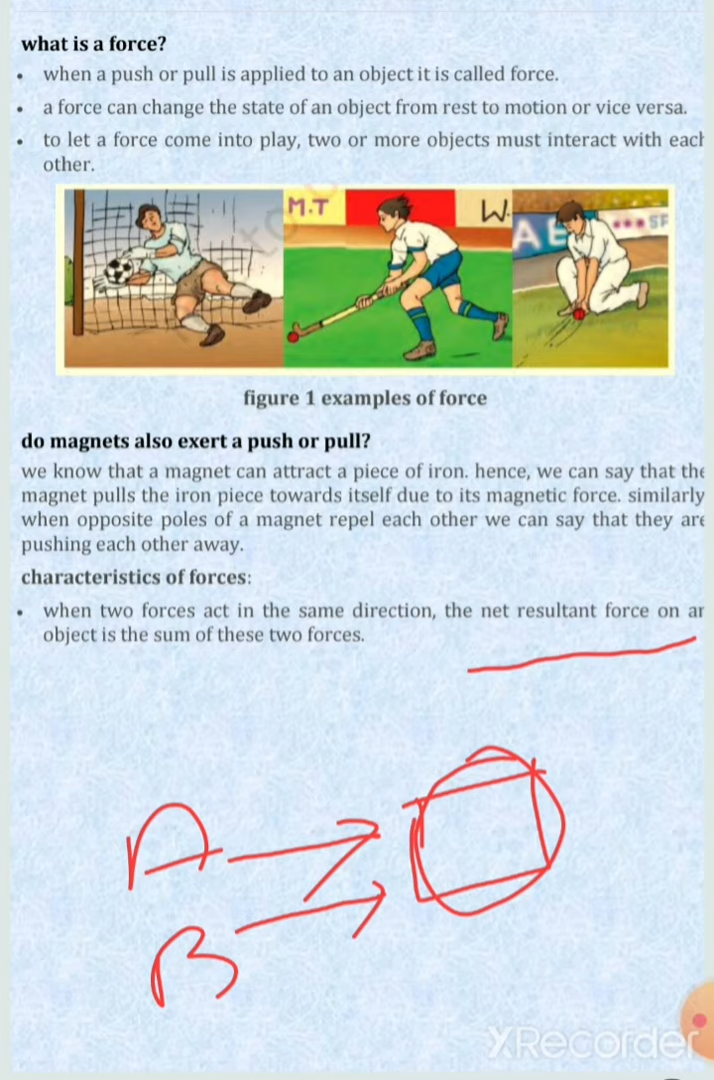 what is a force?
• when a push or pull is applied to an object it is called force.
• a force can change the state of an object from rest to motion or vice versa.
• to let a force come into play, two or more objects must interact with each
other.
M.T
W.
AE
SP
figure 1 examples of force
do magnets also exert a push or pull?
we know that a magnet can attract a piece of iron. hence, we can say that the
magnet pulls the iron piece towards itself due to its magnetic force. similarly
when opposite poles of a magnet repel each other we can say that they are
pushing each other away.
characteristics of forces:
• when two forces act in the same direction, the net resultant force on an
object is the sum of these two forces.
A
B
XRecorder